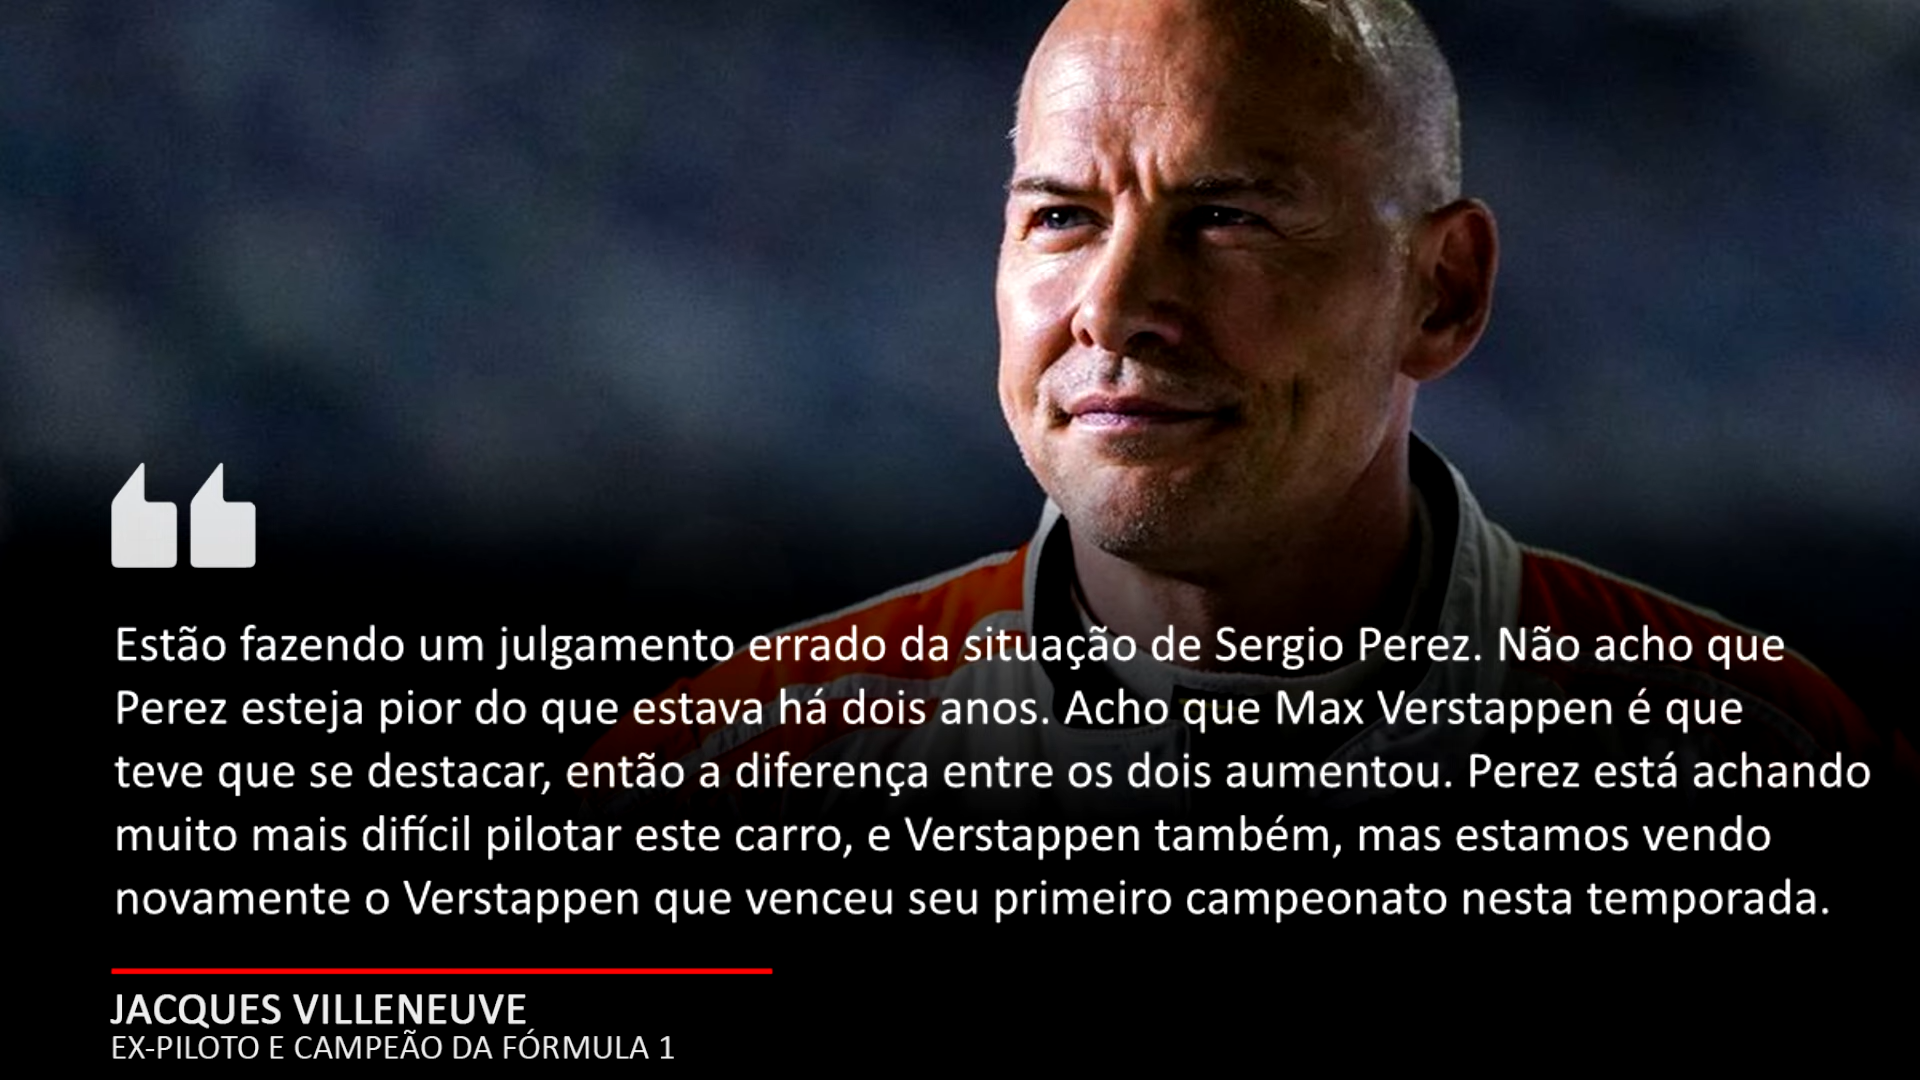 Estão fazendo um julgamento errado da situação de Sergio Perez. Não acho que
Perez esteja pior do que estava há dois anos. Acho que Max Verstappen é que
teve que se destacar, então a diferença entre os dois aumentou. Perez está achando
muito mais difícil pilotar este carro, e Verstappen também, mas estamos vendo
novamente o Verstappen que venceu seu primeiro campeonato nesta temporada.
JACQUES VILLENEUVE
EX-PILOTO E CAMPEÃO DA FÓRMULA 1